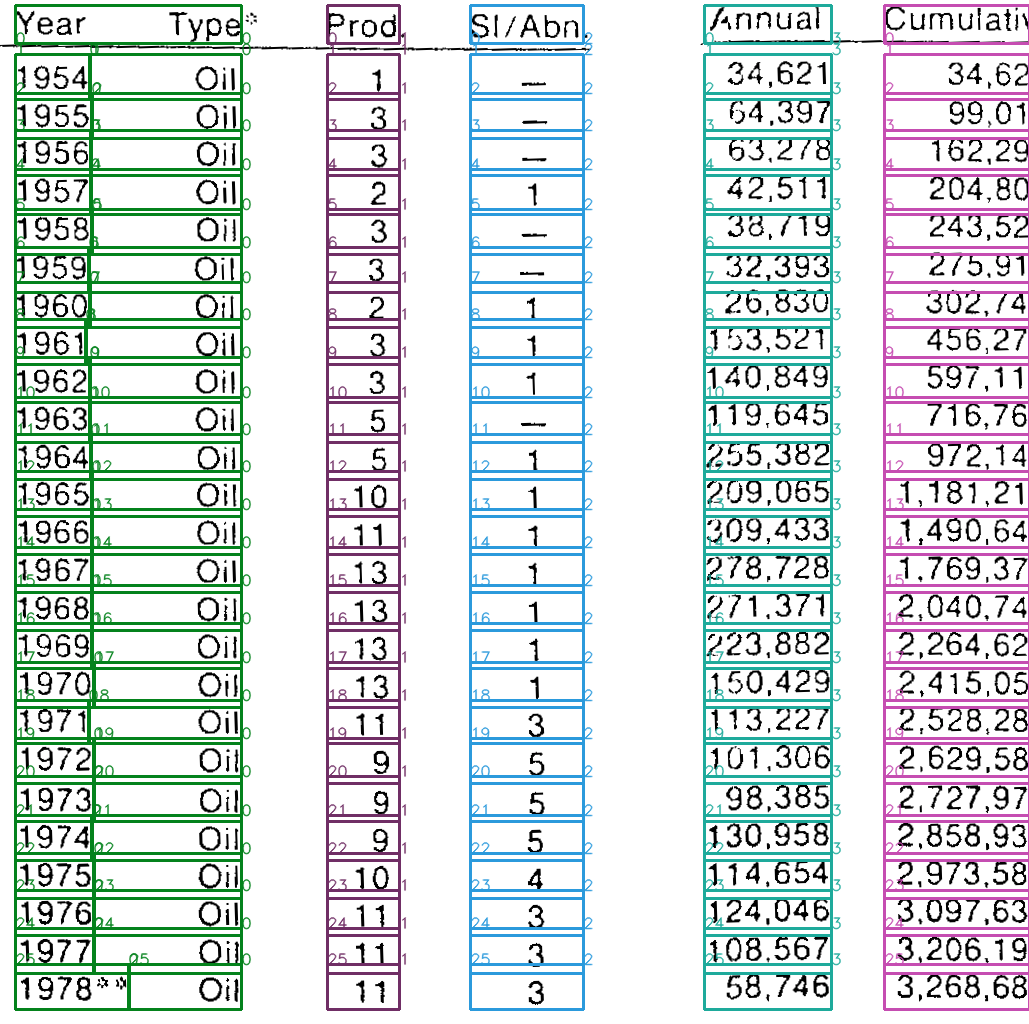 Year Type* Prod. SI/Abn. Annual Cumulativ
1954 Oil 1 — 34,621 34,62
1955 Oil 3 — 64,397 99,01
1956 Oil 3 — 63,278 162,29
1957 Oil 2 1 42,511 204,80
1958 Oil 3 — 38,719 243,52
1959 Oil 3 — 32,393 275,91
1960 Oil 2 1 26,830 302,74
1961 Oil 3 1 153,521 456,27
1962 Oil 3 1 140,849 597,11
1963 Oil 5 — 119,645 716,76
1964 Oil 5 1 255,382 972,14
1965 Oil 10 1 209,065 1,181,21
1966 Oil 11 1 309,433 1,490,64
1967 Oil 13 1 278,728 1,769,37
1968 Oil 13 1 271,371 2,040,74
1969 Oil 13 1 223,882 2,264,62
1970 Oil 13 1 150,429 2,415,05
1971 Oil 11 3 113,227 2,528,28
1972 Oil 9 5 101,306 2,629,58
1973 Oil 9 5 98,385 2,727,97
1974 Oil 9 5 130,958 2,858,93
1975 Oil 10 4 114,654 2,973,58
1976 Oil 11 3 124,046 3,097,63
1977 Oil 11 3 108,567 3,206,19
1978** Oil 11 3 58,746 3,268,68